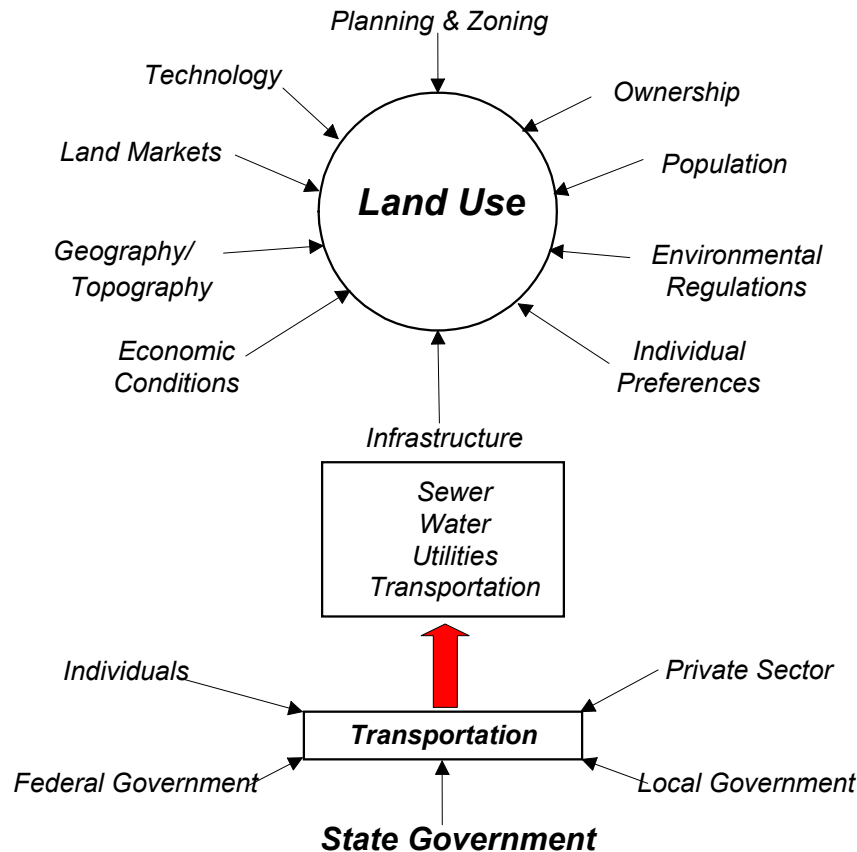 Planning & Zoning
Technology
Ownership
Land Markets
Population
Land Use
Geography/
Topography
Environmental
Regulations
Economic
Conditions
Individual
Preferences
Infrastructure
Sewer
Water
Utilities
Transportation
Individuals
Private Sector
Transportation
Federal Government
Local Government
State Government